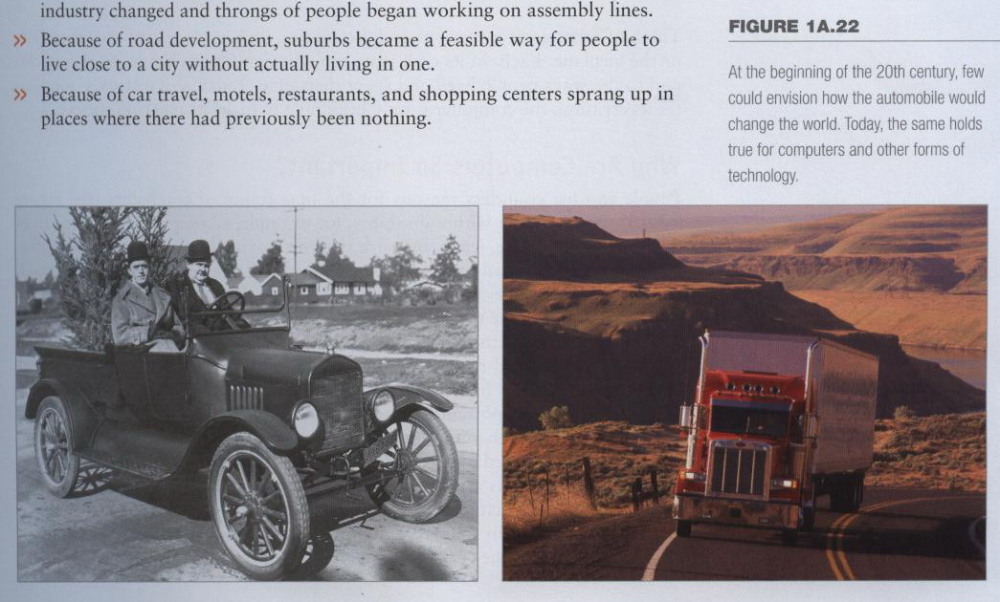 industry changed and throngs of people began working on assembly lines.
» Because of road development, suburbs became a feasible way for people to
live close to a city without actually living in one.
» Because of car travel, motels, restaurants, and shopping centers sprang up in
places where there had previously been nothing.
FIGURE 1A.22
At the beginning of the 20th century, few
could envision how the automobile would
change the world. Today, the same holds
true for computers and other forms of
technology.